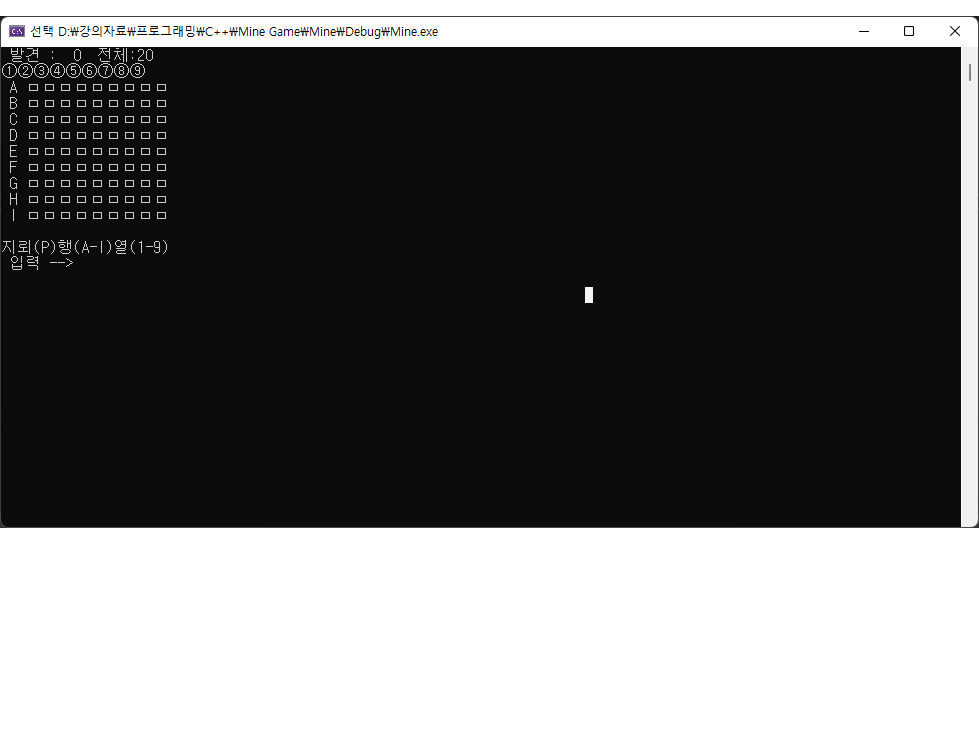 선택 D:₩강의자료₩프로그래밍₩C++₩Mine Game₩Mine₩Debug₩Mine.exe
발견 :  0  전체:20
①②③④⑤⑥⑦⑧⑨
A □ □ □ □ □ □ □ □ □
B □ □ □ □ □ □ □ □ □
C □ □ □ □ □ □ □ □ □
D □ □ □ □ □ □ □ □ □
E □ □ □ □ □ □ □ □ □
F □ □ □ □ □ □ □ □ □
G □ □ □ □ □ □ □ □ □
H □ □ □ □ □ □ □ □ □
I □ □ □ □ □ □ □ □ □
지뢰(P)행(A-I)열(1-9)
입력 -->